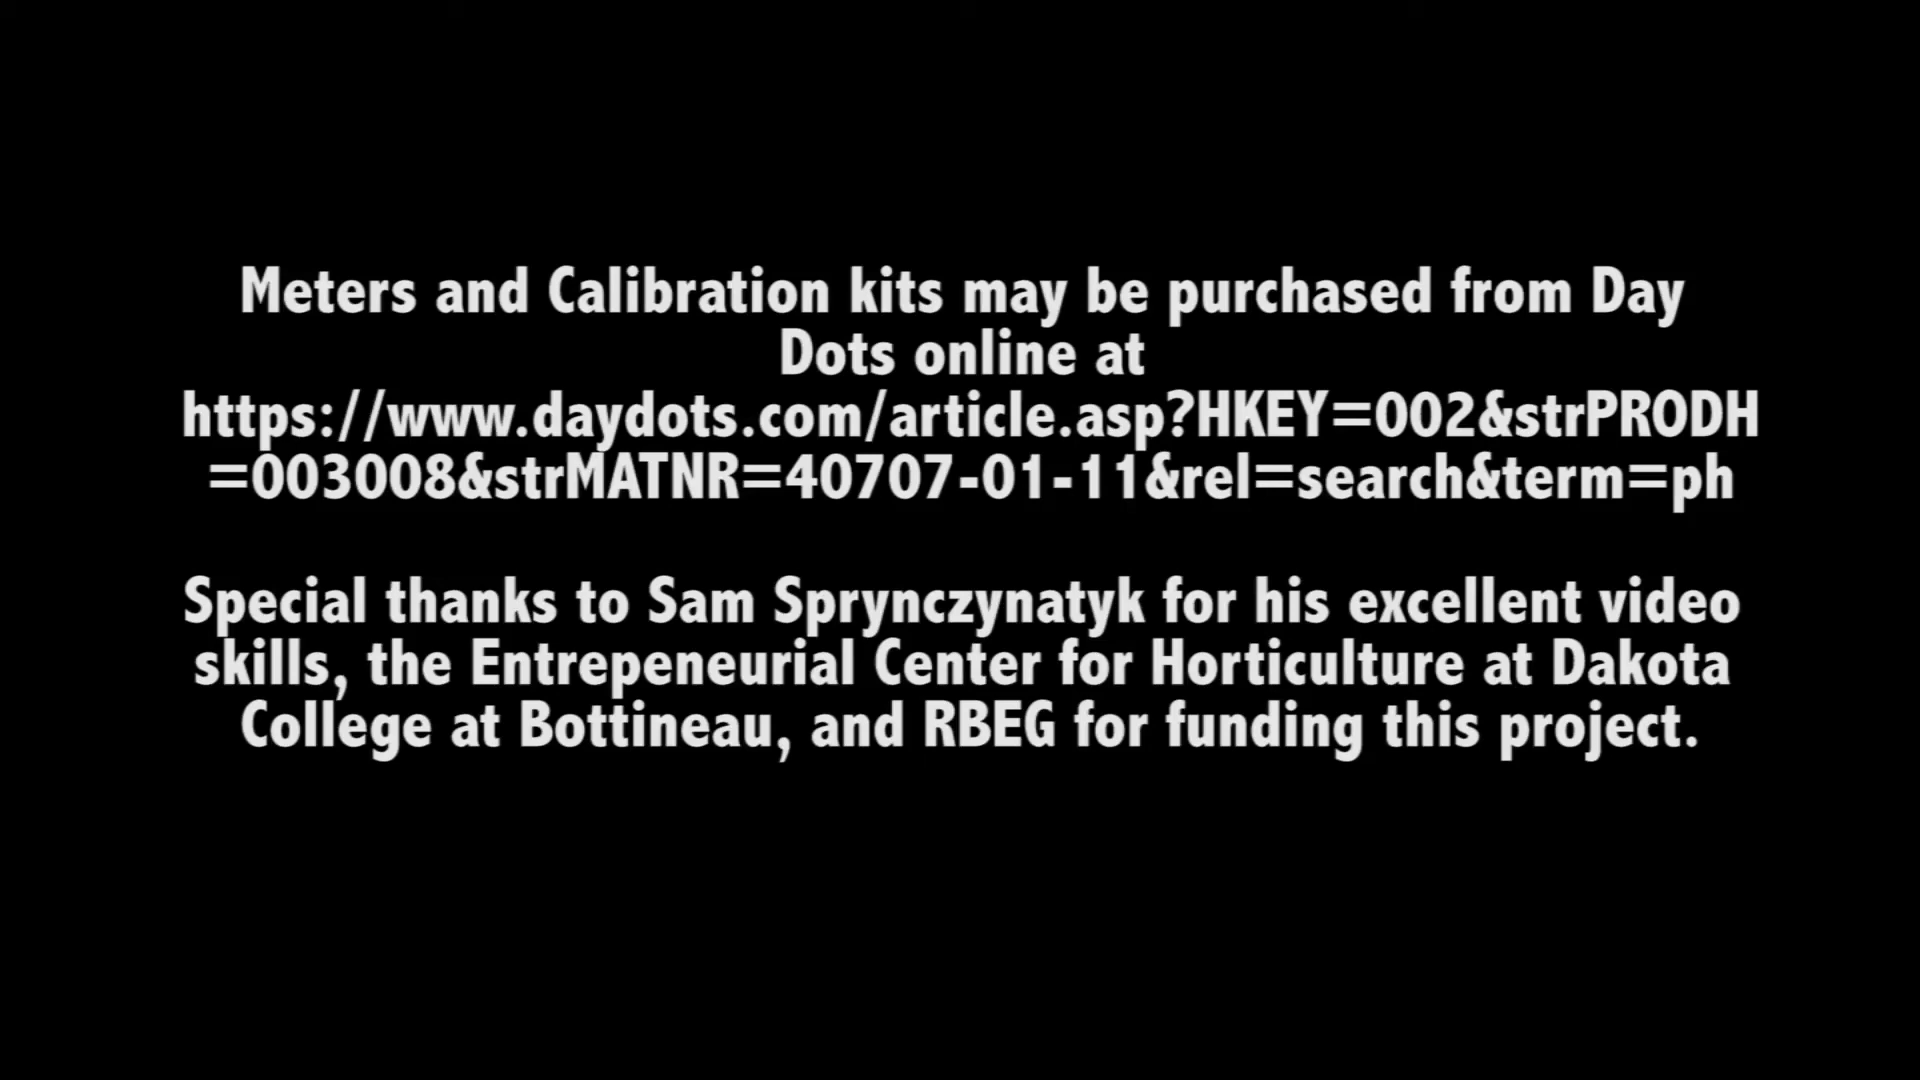 Meters and Calibration kits may be purchased from Day
Dots online at
https://www.daydots.com/article.asp?HKEY=002&strPRODH
=003008&strMATNR=40707-01-11&rel=search&term=ph
Special thanks to Sam Sprynczynatyk for his excellent video
skills, the Entrepeneurial Center for Horticulture at Dakota
College at Bottineau, and RBEG for funding this project.